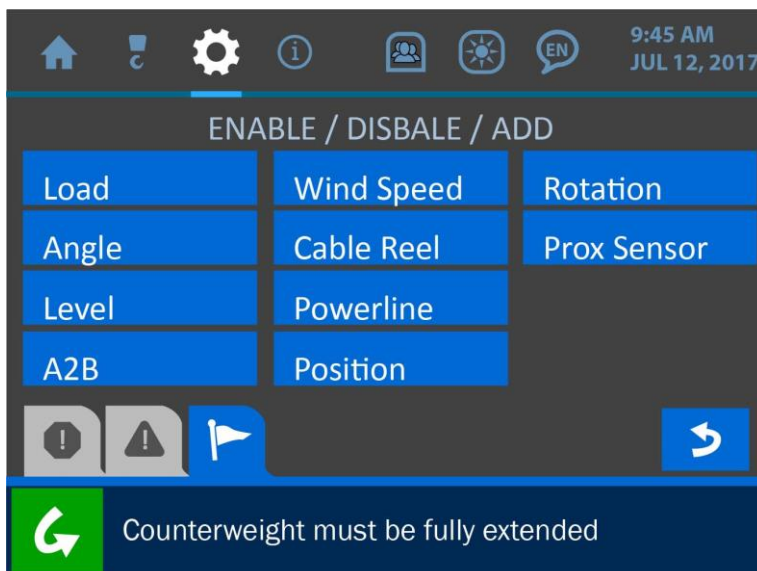 EN
9:45 AM
JUL 12, 2017
ENABLE / DISBALE / ADD
Load
Wind Speed
Rotation
Angle
Cable Reel
Prox Sensor
Level
Powerline
A2B
Position
Counterweight must be fully extended